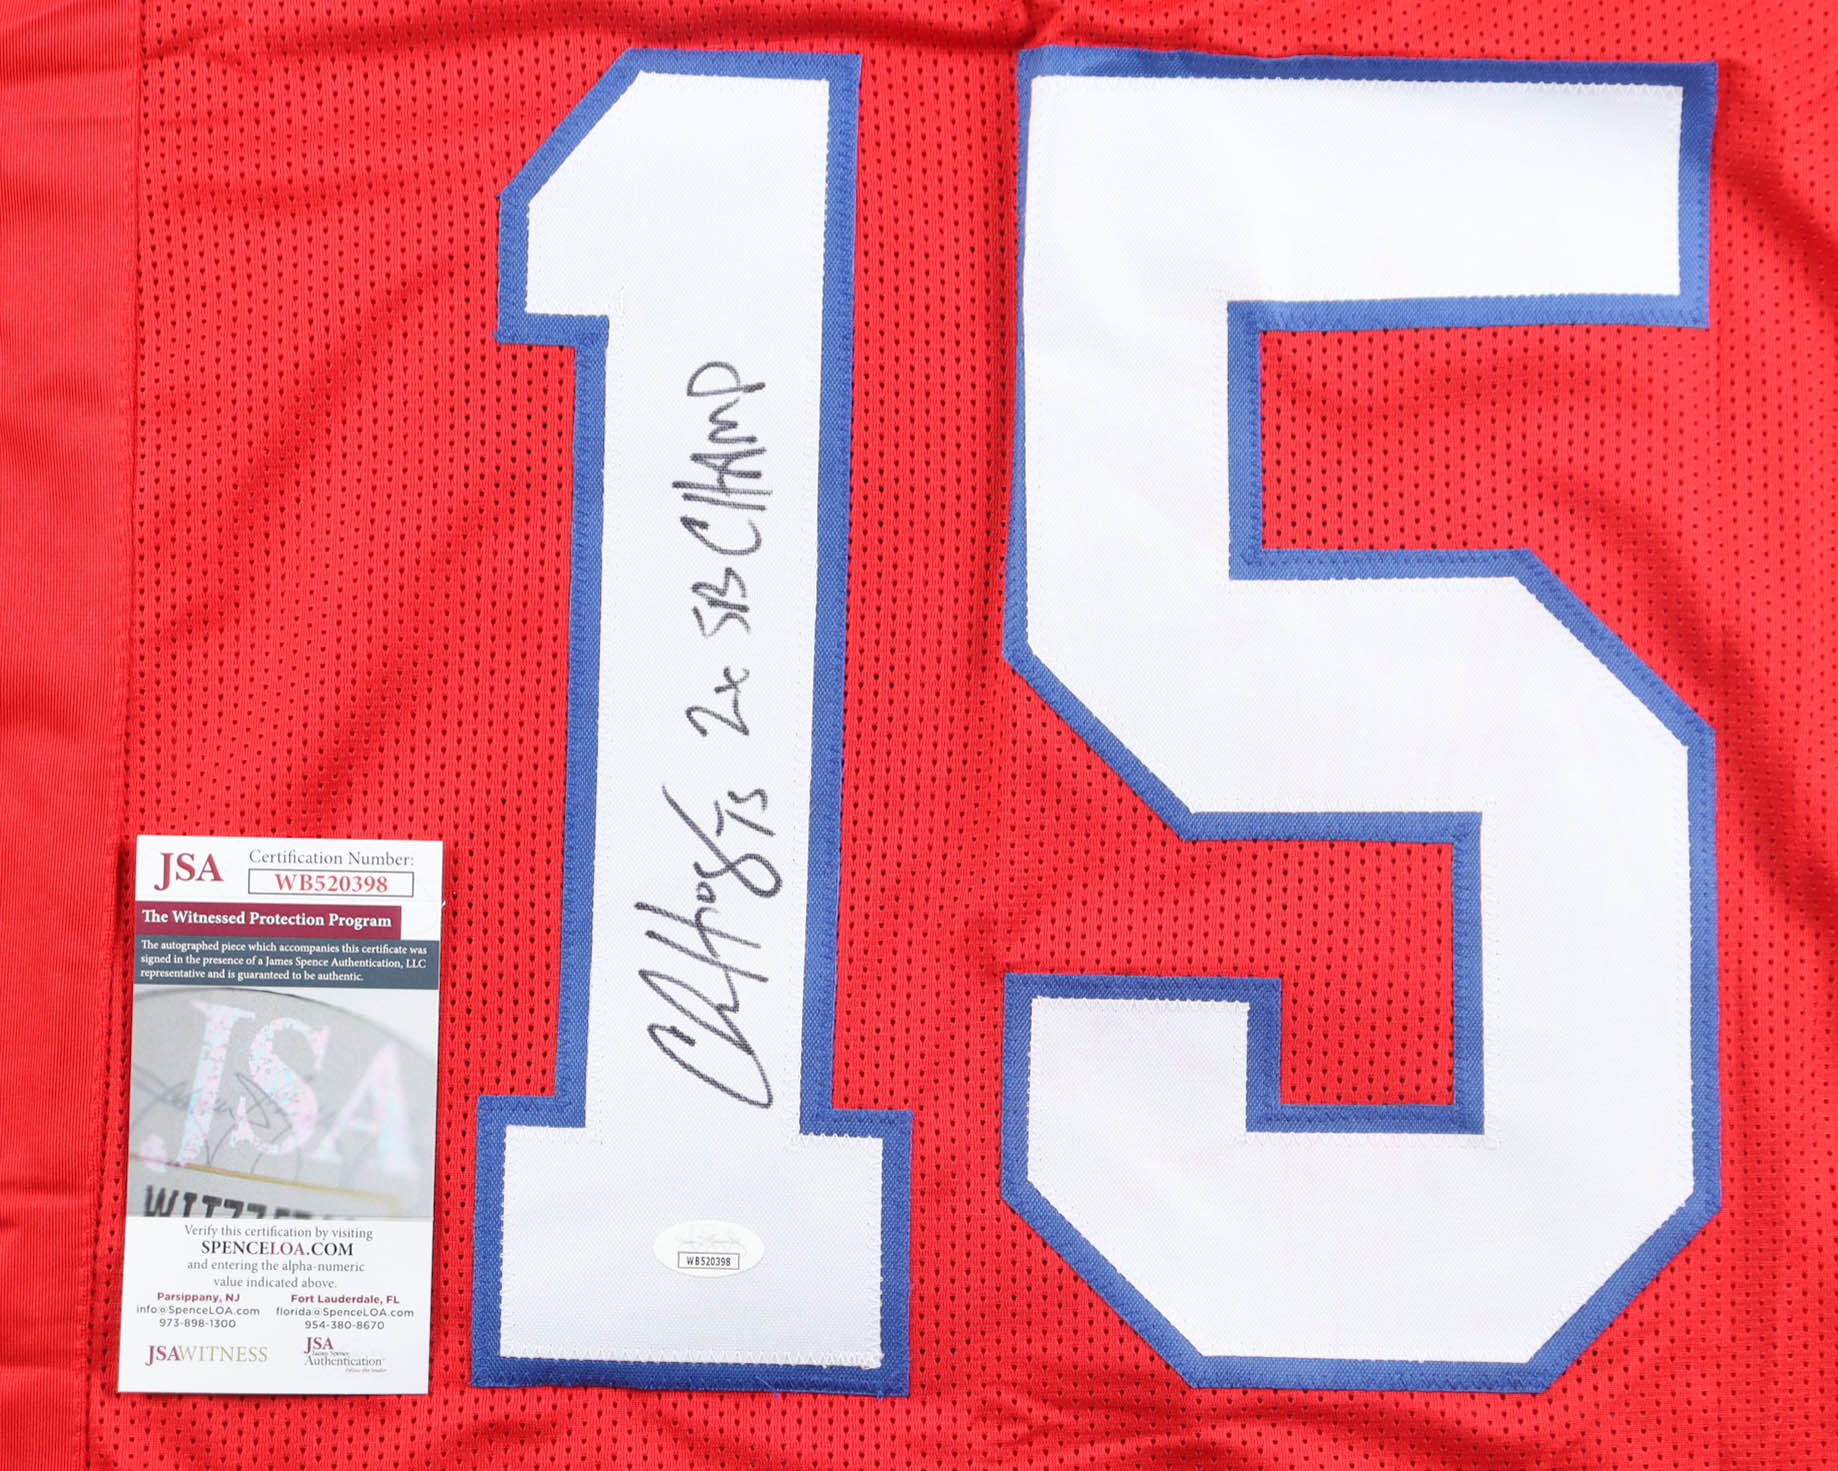 15
2x SB CHAMP
C Hogan 15
JSA
Certification Number:
WB520398
The Witnessed Protection Program
The autographed piece which accompanies this certificate was
signed in the presence of a James Spence Authentication, LLC
representative and is guaranteed to be authentic.
JSA
Verify this certification by visiting
SPENCELOA.COM
and entering the alpha-numeric
value indicated above.
Parsippany, NJ
info@SpenceLOA.com
973-898-1300
Fort Lauderdale, FL
florida@SpenceLOA.com
954-380-8670
JSAWITNESS
JSA
Authentication
WB520398